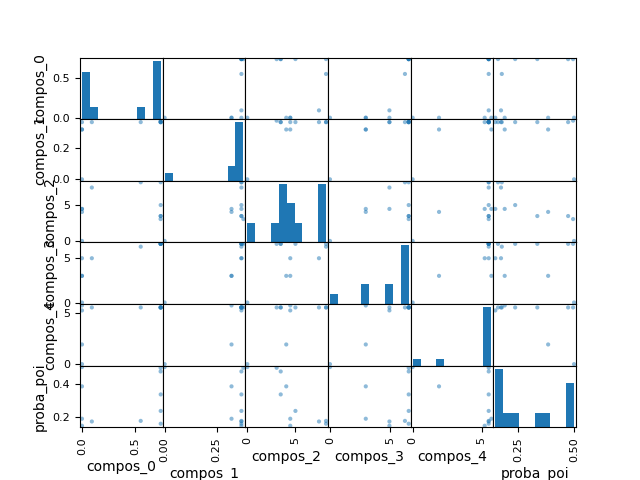 compos_0
0.5
0.0
compos_1
0.2
0.0
compos_2
5
0
compos_3
5
0
compos_4
5
0
proba_poi
0.4
0.2
0.0 0.5 0.00 0.25 0 5 0 5 0 5 0.25 0.50
compos_0 compos_1 compos_2 compos_3 compos_4 proba_poi